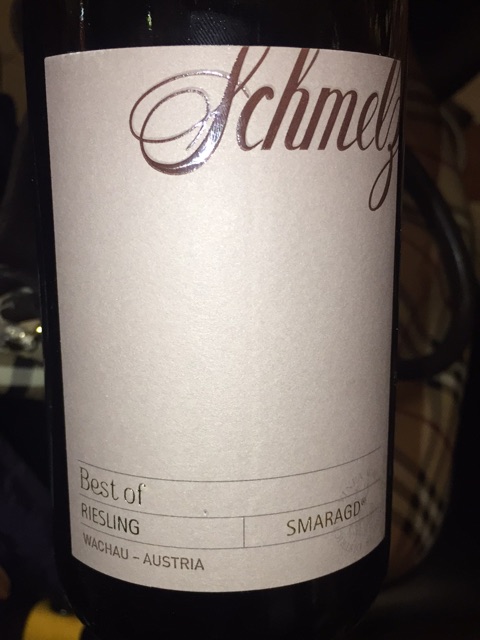 Schmelz
Best of
RIESLING
SMARAGD®
WACHAU – AUSTRIA